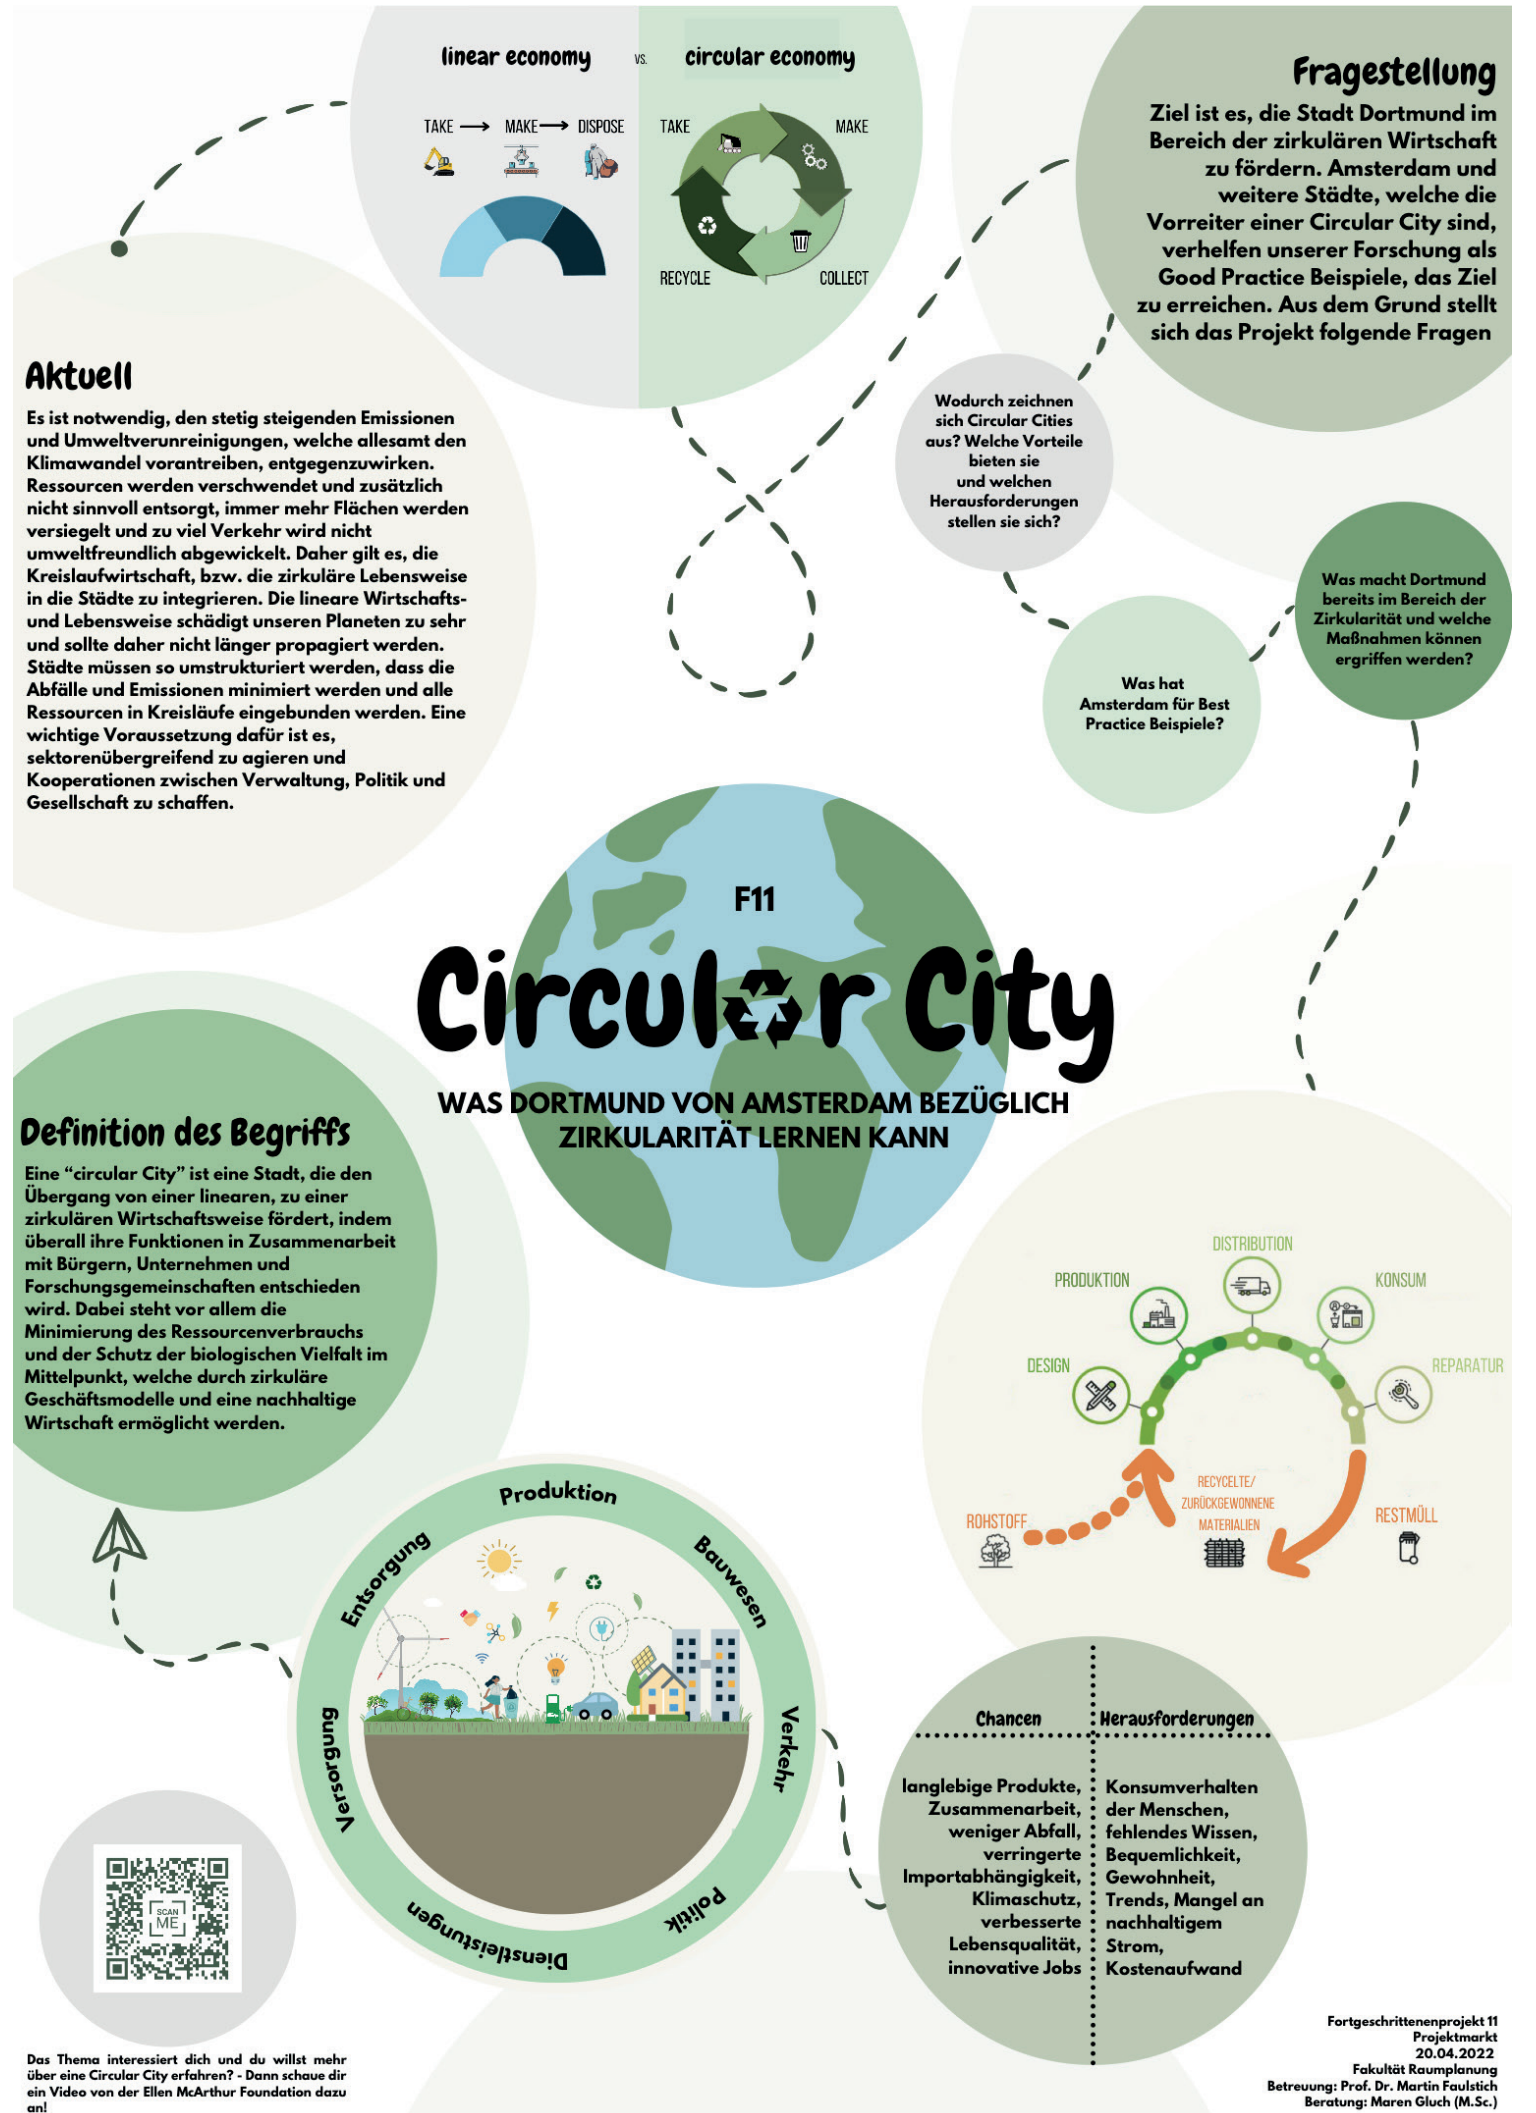 linear economy
vs.
circular economy
TAKE
MAKE
DISPOSE
TAKE
MAKE
RECYCLE
COLLECT
Fragestellung
Ziel ist es, die Stadt Dortmund im
Bereich der zirkulären Wirtschaft
zu fördern. Amsterdam und
weitere Städte, welche die
Vorreiter einer Circular City sind,
verhelfen unserer Forschung als
Good Practice Beispiele, das Ziel
zu erreichen. Aus dem Grund stellt
sich das Projekt folgende Fragen
Wodurch zeichnen
sich Circular Cities
aus? Welche Vorteile
bieten sie
und welchen
Herausforderungen
stellen sie sich?
Was hat
Amsterdam für Best
Practice Beispiele?
Was macht Dortmund
bereits im Bereich der
Zirkularität und welche
Maßnahmen können
ergriffen werden?
Aktuell
Es ist notwendig, den stetig steigenden Emissionen
und Umweltverunreinigungen, welche allesamt den
Klimawandel vorantreiben, entgegenzuwirken.
Ressourcen werden verschwendet und zusätzlich
nicht sinnvoll entsorgt, immer mehr Flächen werden
versiegelt und zu viel Verkehr wird nicht
umweltfreundlich abgewickelt. Daher gilt es, die
Kreislaufwirtschaft, bzw. die zirkuläre Lebensweise
in die Städte zu integrieren. Die lineare Wirtschafts-
und Lebensweise schädigt unseren Planeten zu sehr
und sollte daher nicht länger propagiert werden.
Städte müssen so umstrukturiert werden, dass die
Abfälle und Emissionen minimiert werden und alle
Ressourcen in Kreisläufe eingebunden werden. Eine
wichtige Voraussetzung dafür ist es,
sektorenübergreifend zu agieren und
Kooperationen zwischen Verwaltung, Politik und
Gesellschaft zu schaffen.
F11
Circular City
WAS DORTMUND VON AMSTERDAM BEZÜGLICH
ZIRKULARITÄT LERNEN KANN
Definition des Begriffs
Eine “circular City” ist eine Stadt, die den
Übergang von einer linearen, zu einer
zirkulären Wirtschaftsweise fördert, indem
überall ihre Funktionen in Zusammenarbeit
mit Bürgern, Unternehmen und
Forschungsgemeinschaften entschieden
wird. Dabei steht vor allem die
Minimierung des Ressourcenverbrauchs
und der Schutz der biologischen Vielfalt im
Mittelpunkt, welche durch zirkuläre
Geschäftsmodelle und eine nachhaltige
Wirtschaft ermöglicht werden.
DESIGN
PRODUKTION
DISTRIBUTION
KONSUM
REPARATUR
ROHSTOFF
RECYCELTE/
ZURÜCKGEWONNENE
MATERIALIEN
RESTMÜLL
Produktion
Bauwesen
Verkehr
Politik
Dienstleistungen
Versorgung
Entsorgung
Chancen
langlebige Produkte,
Zusammenarbeit,
weniger Abfall,
verringerte
Importabhängigkeit,
Klimaschutz,
verbesserte
Lebensqualität,
innovative Jobs
Herausforderungen
Konsumverhalten
der Menschen,
fehlendes Wissen,
Bequemlichkeit,
Gewohnheit,
Trends, Mangel an
nachhaltigem
Strom,
Kostenaufwand
SCAN
ME
Das Thema interessiert dich und du willst mehr
über eine Circular City erfahren? - Dann schaue dir
ein Video von der Ellen McArthur Foundation dazu
an!
Fortgeschrittenenprojekt 11
Projektmarkt
20.04.2022
Fakultät Raumplanung
Betreuung: Prof. Dr. Martin Faulstich
Beratung: Maren Gluch (M.Sc.)